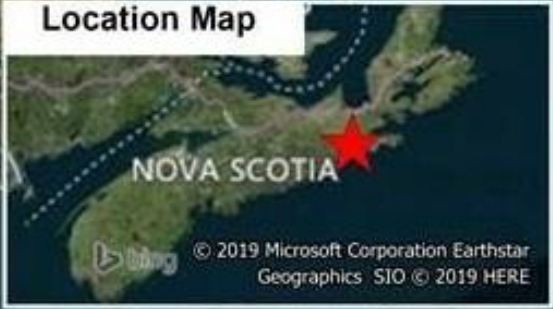 Location Map
NOVA SCOTIA
bing
© 2019 Microsoft Corporation Earthstar
Geographics SIO © 2019 HERE